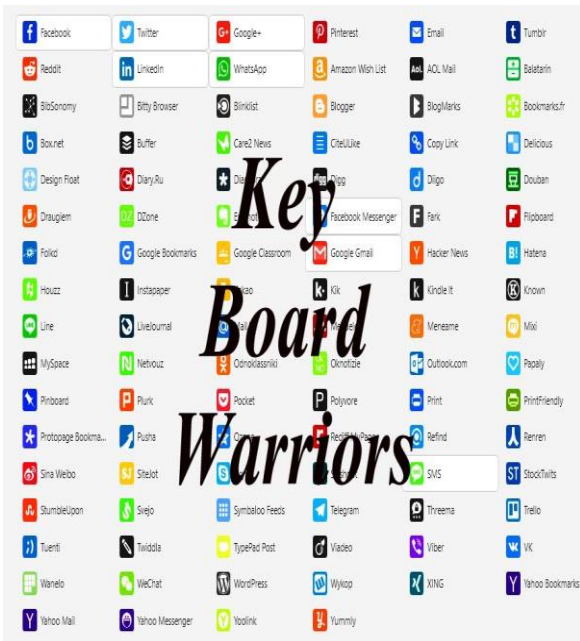 Facebook Twitter Google+ Pinterest Email Tumblr
Reddit LinkedIn WhatsApp Amazon Wish List AOL Mail Balatarin
BibSonomy Bitty Browser Blinklist Blogger BlogMarks Bookmarks.fr
Box.net Buffer Care2 News CiteULike Copy Link Delicious
Design Float Diary.Ru Digg Diigo Douban
Draugiem DZone Facebook Messenger Fark Flipboard
Folkd Google Bookmarks Google Classroom Google Gmail Hacker News Hatena
Houzz Instapaper Kik Kindle It Known
Line LiveJournal Meneame Mixi
MySpace Netvouz Odnoklassniki Oknotizie Outlook.com Papaly
Pinboard Plurk Pocket Polyvore Print PrintFriendly
Protopage Bookma... Pusha Refind Renren
Sina Weibo SiteJot SMS StockTwits
StumbleUpon Svejo Symbaloo Feeds Telegram Threema Trello
Tuenti Twiddla TypePad Post Viadeo Viber VK
Wanelo WeChat WordPress Wykop XING Yahoo Bookmarks
Yahoo Mail Yahoo Messenger Yoolink Yummly
Key
Board
Warriors